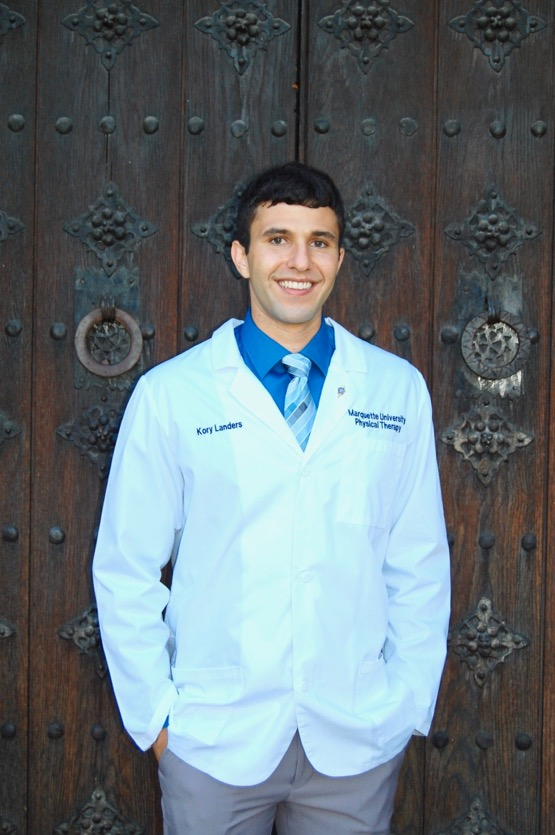 Kory Landers
Marquette University
Physical Therapy